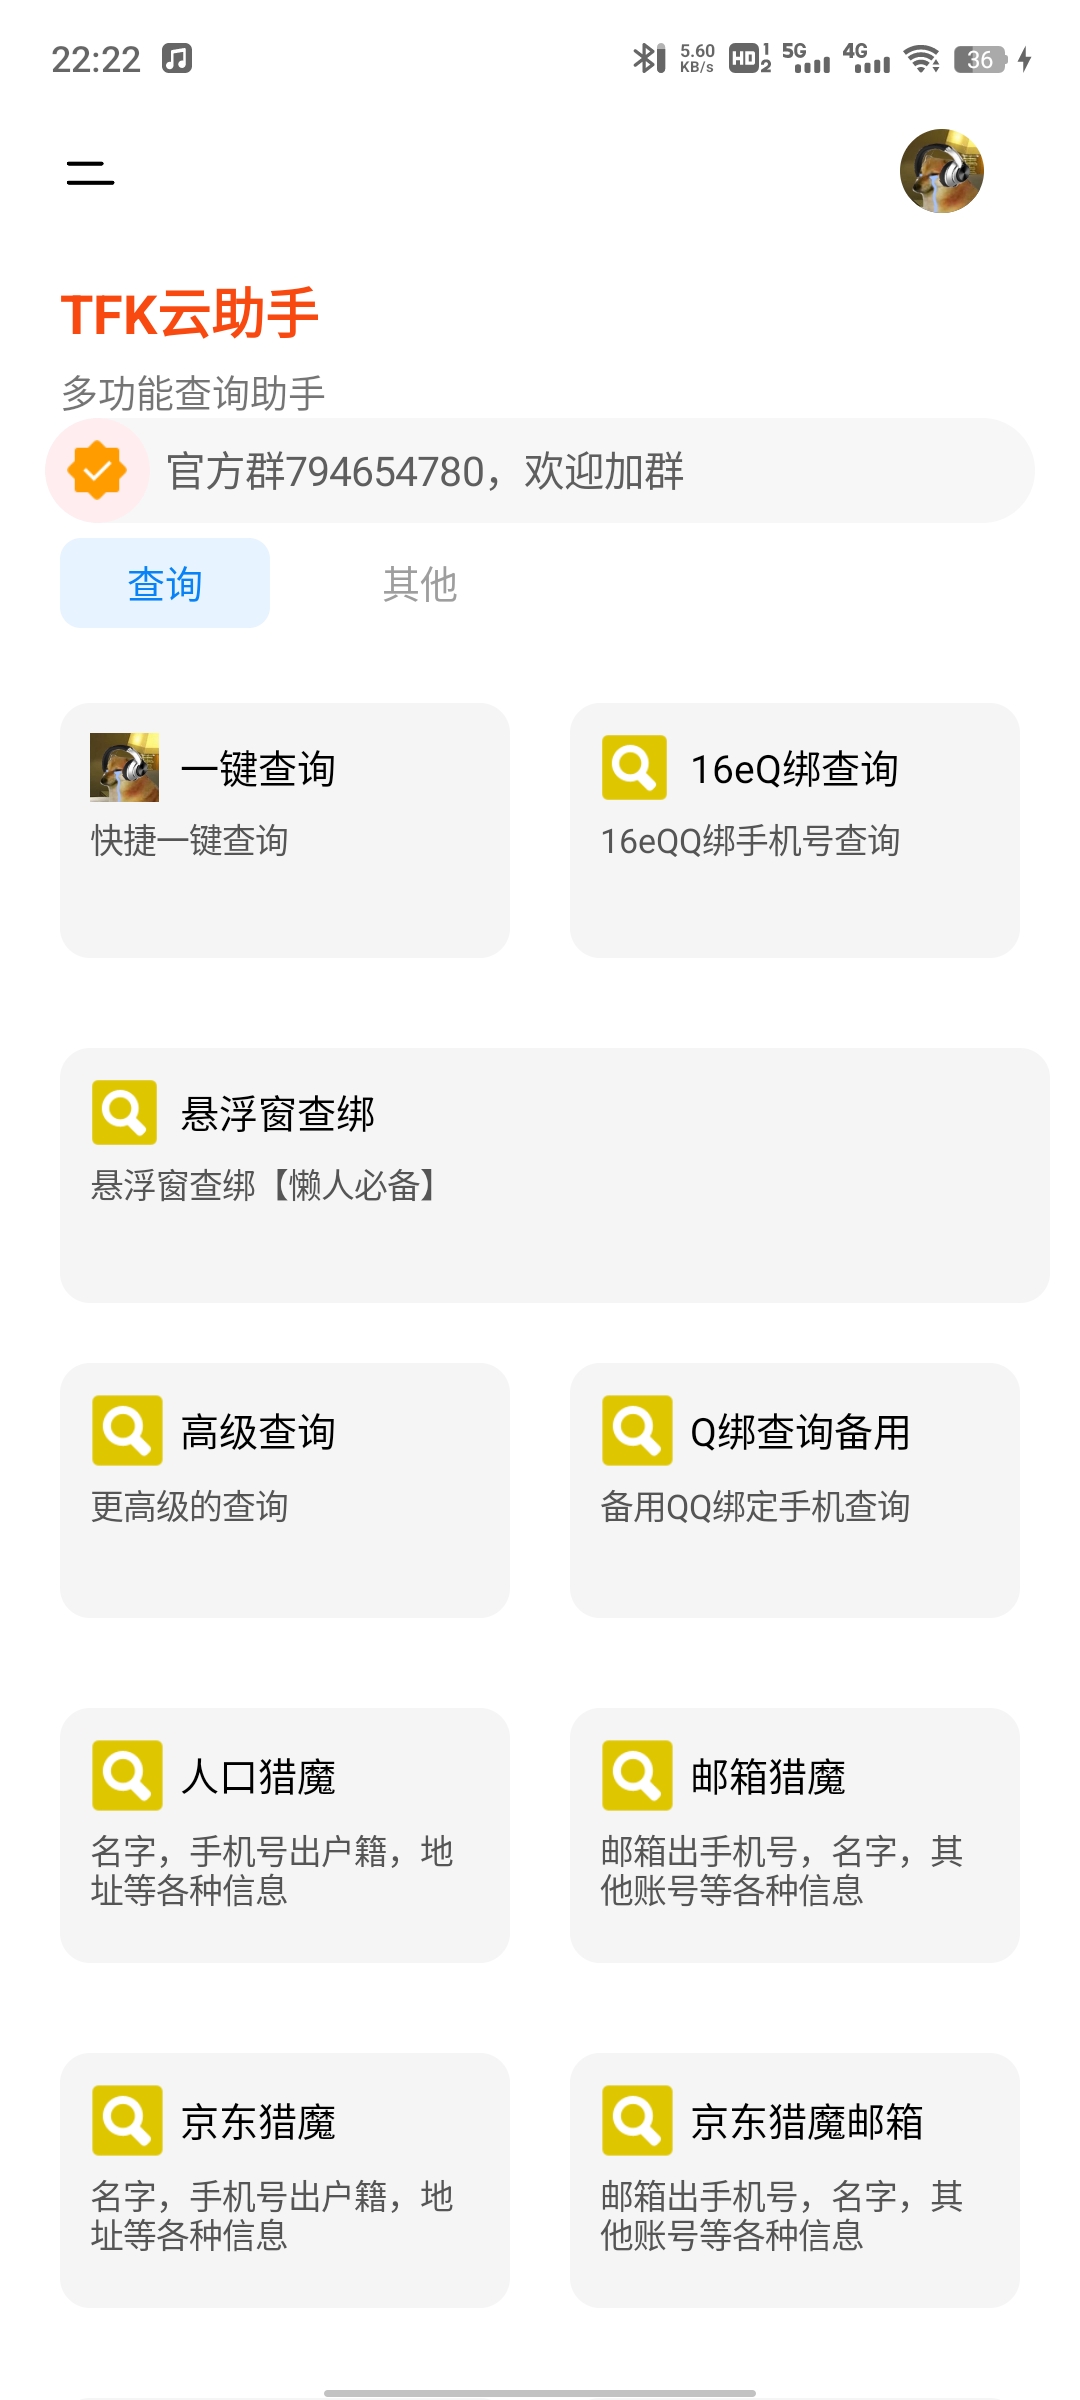 22:22
5.60 KB/s HD 1 2 5G 4G 36
TFK云助手
多功能查询助手
官方群794654780，欢迎加群
查询
其他
一键查询
快捷一键查询
16eQ绑查询
16eQQ绑手机号查询
悬浮窗查绑
悬浮窗查绑【懒人必备】
高级查询
更高级的查询
Q绑查询备用
备用QQ绑定手机查询
人口猎魔
名字，手机号出户籍，地
址等各种信息
邮箱猎魔
邮箱出手机号，名字，其
他账号等各种信息
京东猎魔
名字，手机号出户籍，地
址等各种信息
京东猎魔邮箱
邮箱出手机号，名字，其
他账号等各种信息